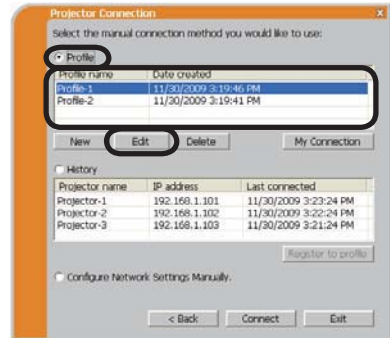 Projector Connection
Select the manual connection method you would like to use:
Profile
Profile name Date created
Profile-1 11/30/2009 3:19:46 PM
Profile-2 11/30/2009 3:19:41 PM
New Edit Delete My Connection
History
Projector name IP address Last connected
Projector-1 192.168.1.101 11/30/2009 3:23:24 PM
Projector-2 192.168.1.102 11/30/2009 3:22:24 PM
Projector-3 192.168.1.103 11/30/2009 3:21:24 PM
Register to profile
Configure Network Settings Manually.
< Back Connect Exit